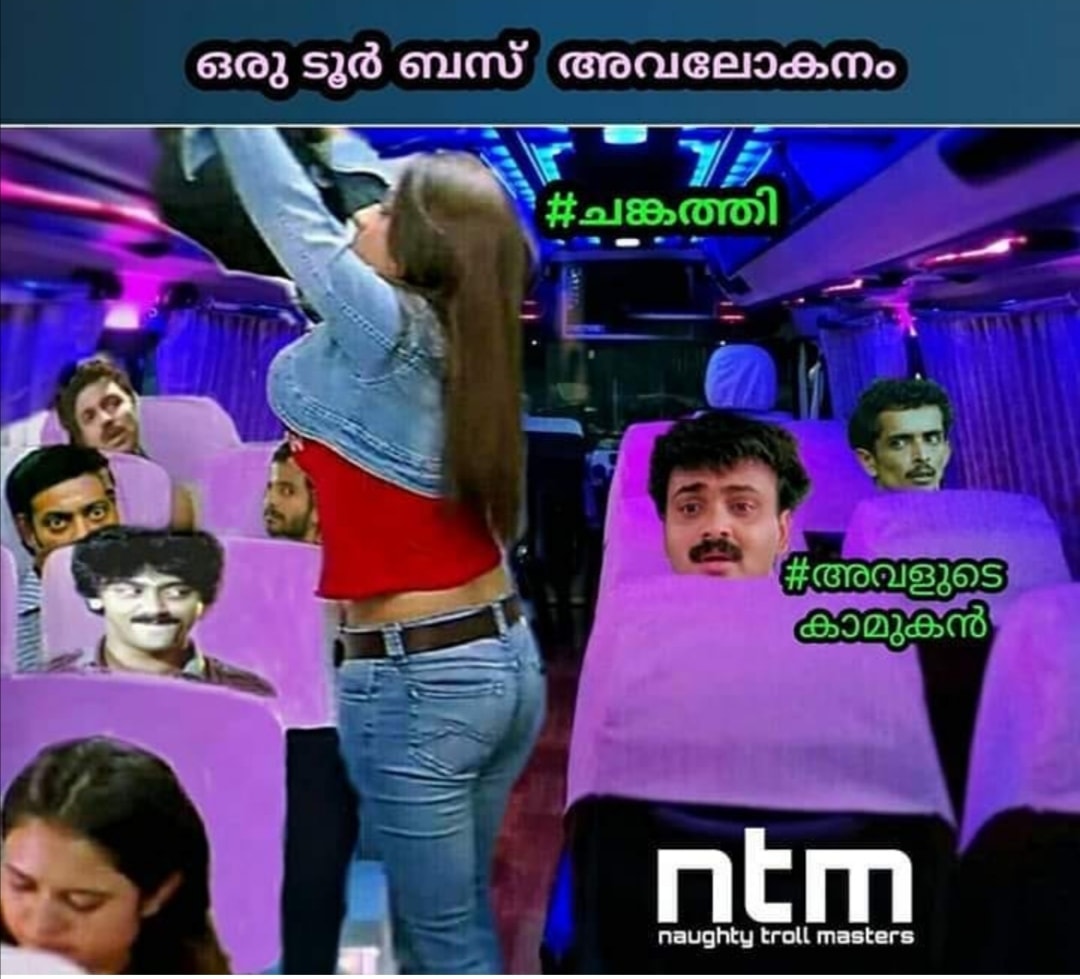 ഒരു ടൂർ ബസ് അവലോകനം
#ചങ്കത്തി
#അവളുടെ
കാമുകൻ
ntm
naughty troll masters